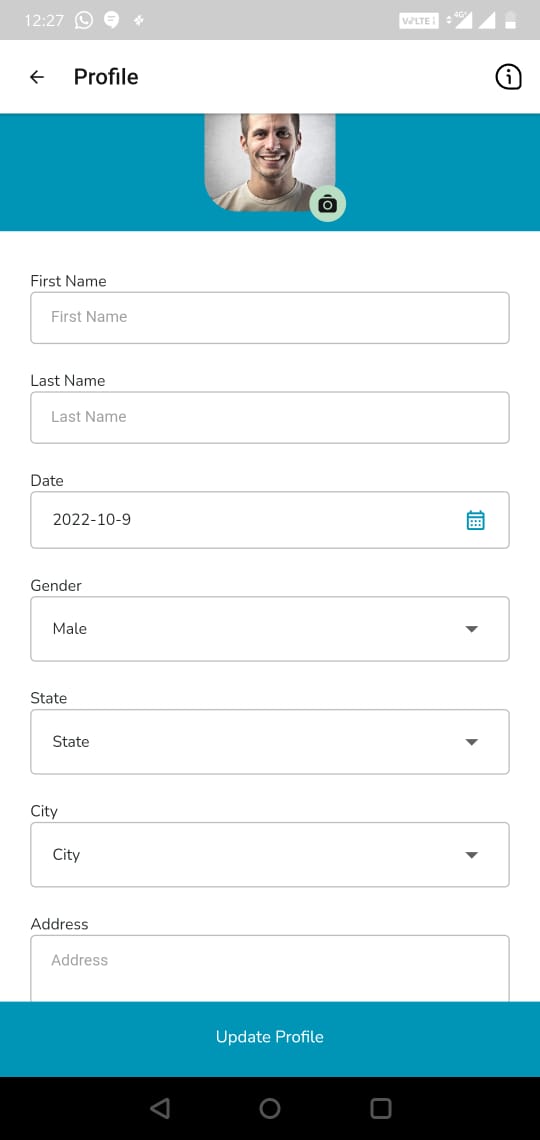 12:27
VoLTE 4G+
Profile
First Name
First Name
Last Name
Last Name
Date
2022-10-9
Gender
Male
State
State
City
City
Address
Address
Update Profile